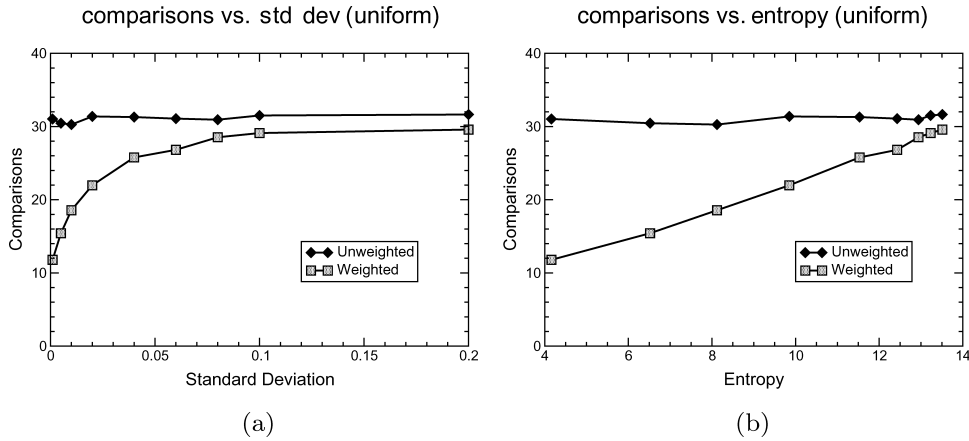 comparisons vs. std dev (uniform)
40
30
20
10
0
Comparisons
Unweighted
Weighted
0 0.05 0.1 0.15 0.2
Standard Deviation
(a)
comparisons vs. entropy (uniform)
40
30
20
10
0
Comparisons
Unweighted
Weighted
4 6 8 10 12 14
Entropy
(b)